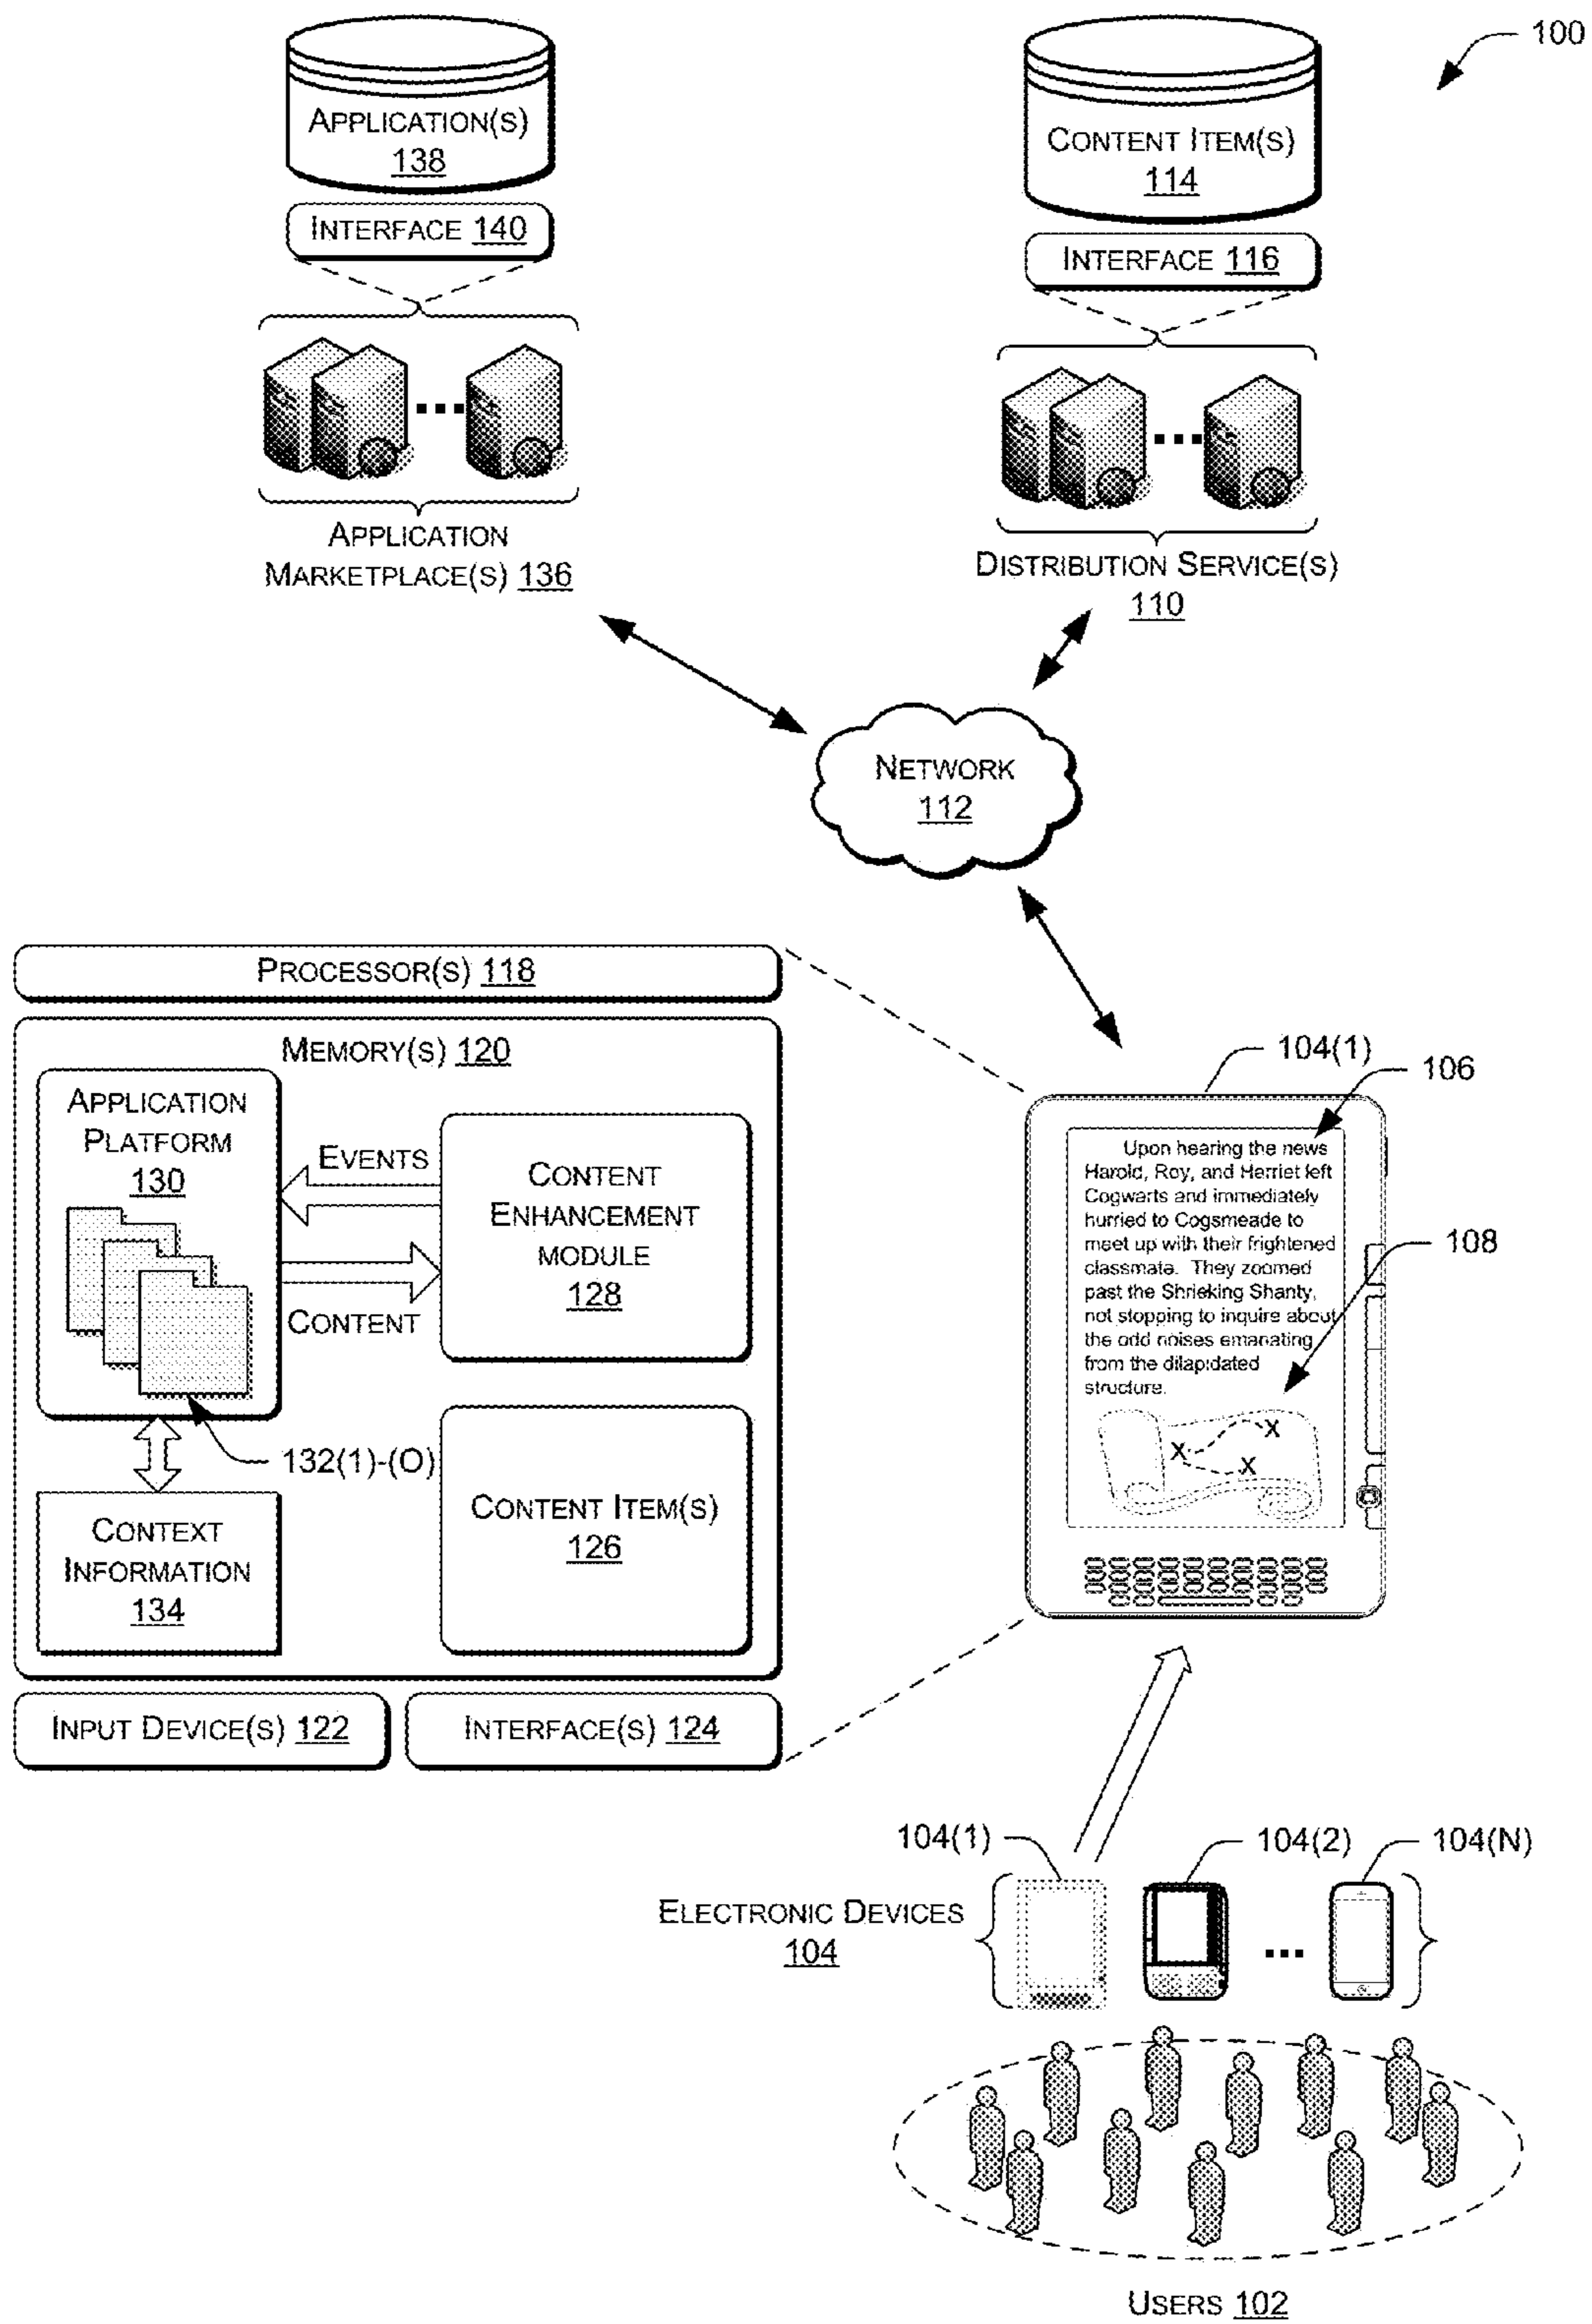 100
APPLICATION(S)
138
INTERFACE 140
APPLICATION
MARKETPLACE(S) 136
CONTENT ITEM(S)
114
INTERFACE 116
DISTRIBUTION SERVICE(S)
110
NETWORK
112
PROCESSOR(S) 118
MEMORY(S) 120
APPLICATION
PLATFORM
130
EVENTS
CONTENT
CONTENT
ENHANCEMENT
MODULE
128
132(1)-(O)
CONTEXT
INFORMATION
134
CONTENT ITEM(S)
126
INPUT DEVICE(S) 122
INTERFACE(S) 124
104(1)
106
Upon hearing the news
Harold, Roy, and Herriet left
Cogwarts and immediately
hurried to Cogsmeade to
meet up with their frightened
classmate. They zoomed
past the Shrieking Shanty,
not stopping to inquire about
the odd noises emanating
from the dilapidated
structure.
108
X
X
X
104(1)
104(2)
104(N)
ELECTRONIC DEVICES
104
...
USERS 102